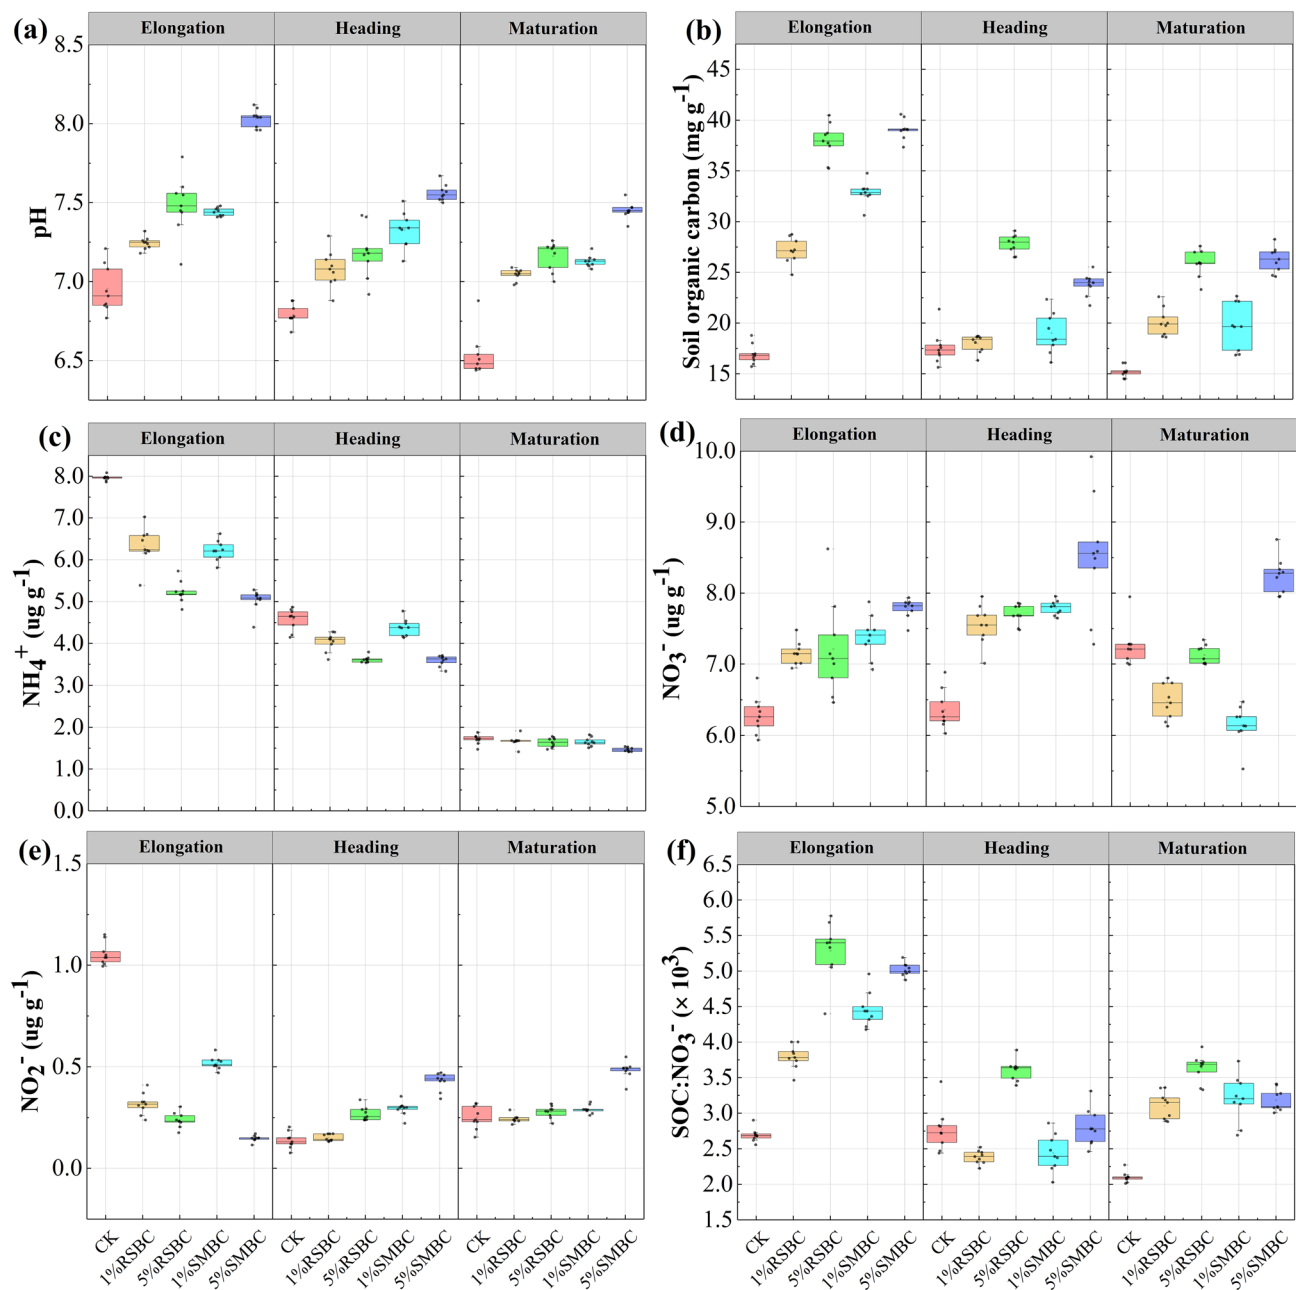 (a)
Elongation Heading Maturation
8.5
8.0
7.5
7.0
6.5
pH
(b)
Elongation Heading Maturation
45
40
35
30
25
20
15
Soil organic carbon (mg g⁻¹)
(c)
Elongation Heading Maturation
8.0
7.0
6.0
5.0
4.0
3.0
2.0
1.0
0.0
NH₄⁺ (ug g⁻¹)
(d)
Elongation Heading Maturation
10.0
9.0
8.0
7.0
6.0
5.0
NO₃⁻ (ug g⁻¹)
(e)
Elongation Heading Maturation
1.5
1.0
0.5
0.0
NO₂⁻ (ug g⁻¹)
CK 1%RSBC 5%RSBC 1%SMBC 5%SMBC CK 1%RSBC 5%RSBC 1%SMBC 5%SMBC CK 1%RSBC 5%RSBC 1%SMBC 5%SMBC
(f)
Elongation Heading Maturation
6.5
6.0
5.5
5.0
4.5
4.0
3.5
3.0
2.5
2.0
1.5
SOC:NO₃⁻ (× 10³)
CK 1%RSBC 5%RSBC 1%SMBC 5%SMBC CK 1%RSBC 5%RSBC 1%SMBC 5%SMBC CK 1%RSBC 5%RSBC 1%SMBC 5%SMBC